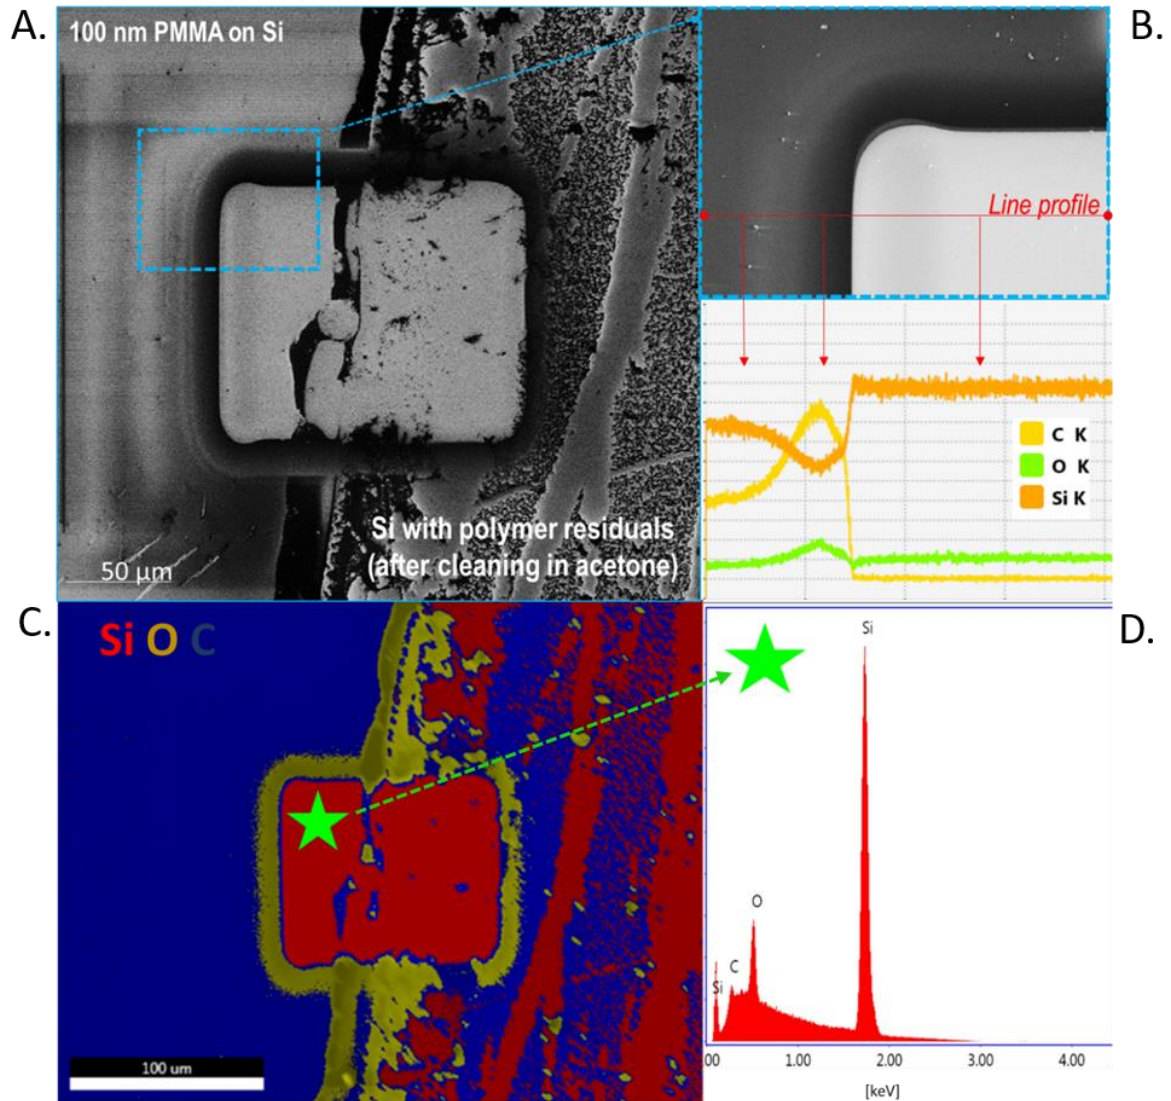 A.
100 nm PMMA on Si
50 µm
Si with polymer residuals
(after cleaning in acetone)
B.
Line profile
C K
O K
Si K
C.
Si O C
100 um
D.
Si
O
C
Si
.00 1.00 2.00 3.00 4.00
[keV]